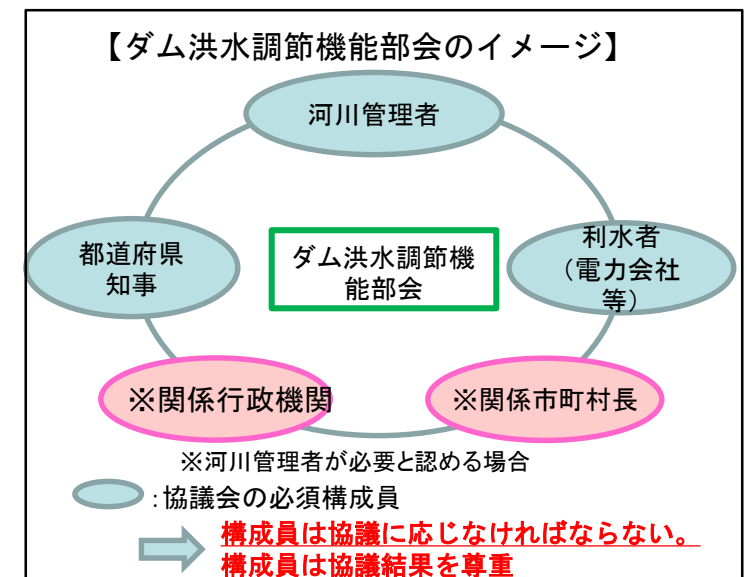 【ダム洪水調節機能部会のイメージ】
河川管理者
都道府県
知事
ダム洪水調節機
能部会
利水者
（電力会社
等）
※関係行政機関
※関係市町村長
※河川管理者が必要と認める場合
：協議会の必須構成員
構成員は協議に応じなければならない。
構成員は協議結果を尊重